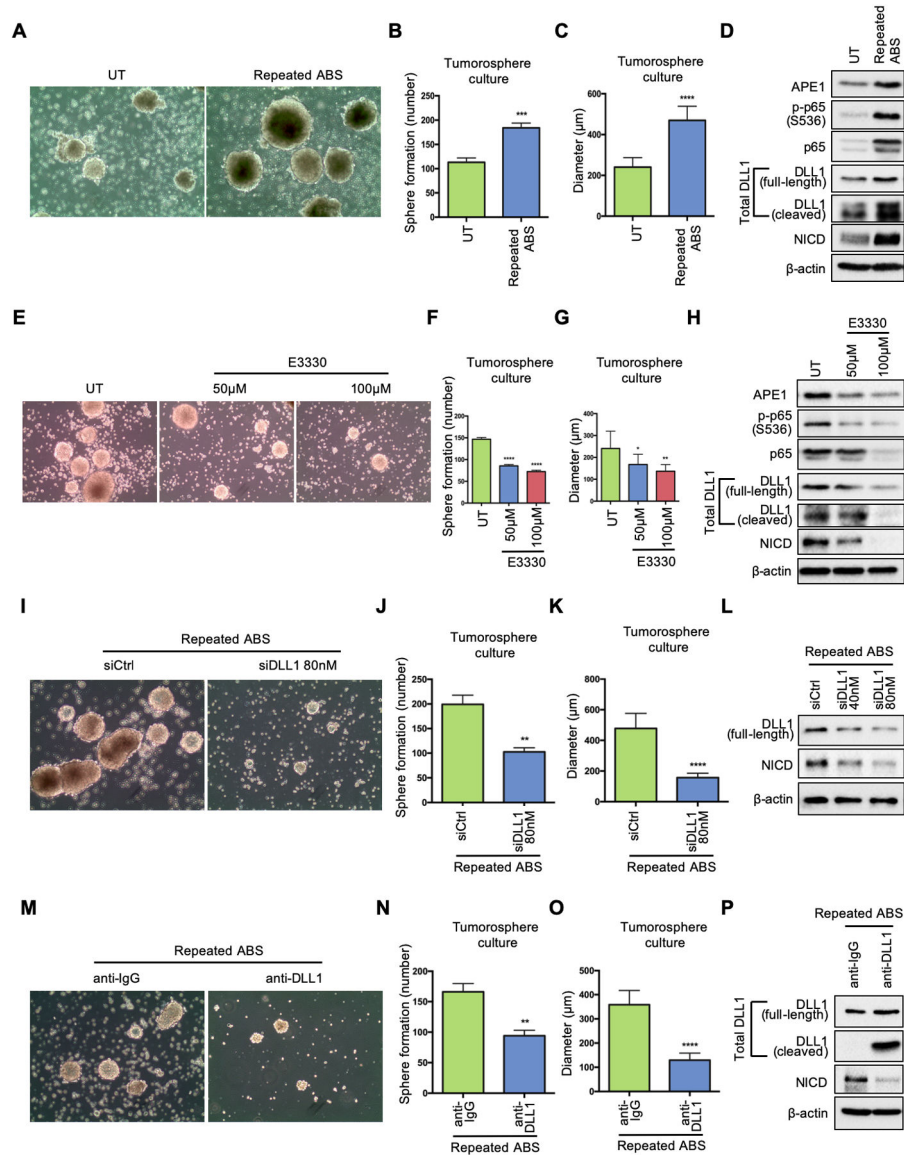 A
UT
Repeated ABS
B
Tumorosphere
culture
Sphere formation (number)
250
200
150
100
50
0
***
UT
Repeated
ABS
C
Tumorosphere
culture
Diameter (µm)
600
400
200
0
****
UT
Repeated
ABS
D
UT
Repeated
ABS
APE1
p-p65
(S536)
p65
Total DLL1
DLL1
(full-length)
DLL1
(cleaved)
NICD
β-actin
E
E3330
UT
50µM
100µM
F
Tumorosphere
culture
Sphere formation (number)
200
150
100
50
0
****
****
UT
50µM
100µM
E3330
G
Tumorosphere
culture
Diameter (µm)
400
300
200
100
0
*
**
UT
50µM
100µM
E3330
H
E3330
UT
50µM
100µM
APE1
p-p65
(S536)
p65
Total DLL1
DLL1
(full-length)
DLL1
(cleaved)
NICD
β-actin
I
Repeated ABS
siCtrl
siDLL1 80nM
J
Tumorosphere
culture
Sphere formation (number)
250
200
150
100
50
0
**
siCtrl
siDLL1
80nM
Repeated ABS
K
Tumorosphere
culture
Diameter (µm)
800
600
400
200
0
****
siCtrl
siDLL1
80nM
Repeated ABS
L
Repeated ABS
siCtrl
siDLL1
40nM
siDLL1
80nM
DLL1
(full-length)
NICD
β-actin
M
Repeated ABS
anti-IgG
anti-DLL1
N
Tumorosphere
culture
Sphere formation (number)
200
150
100
50
0
**
anti-
IgG
anti-
DLL1
Repeated ABS
O
Tumorosphere
culture
Diameter (µm)
500
400
300
200
100
0
****
anti-
IgG
anti-
DLL1
Repeated ABS
P
Repeated ABS
anti-IgG
anti-DLL1
Total DLL1
DLL1
(full-length)
DLL1
(cleaved)
NICD
β-actin